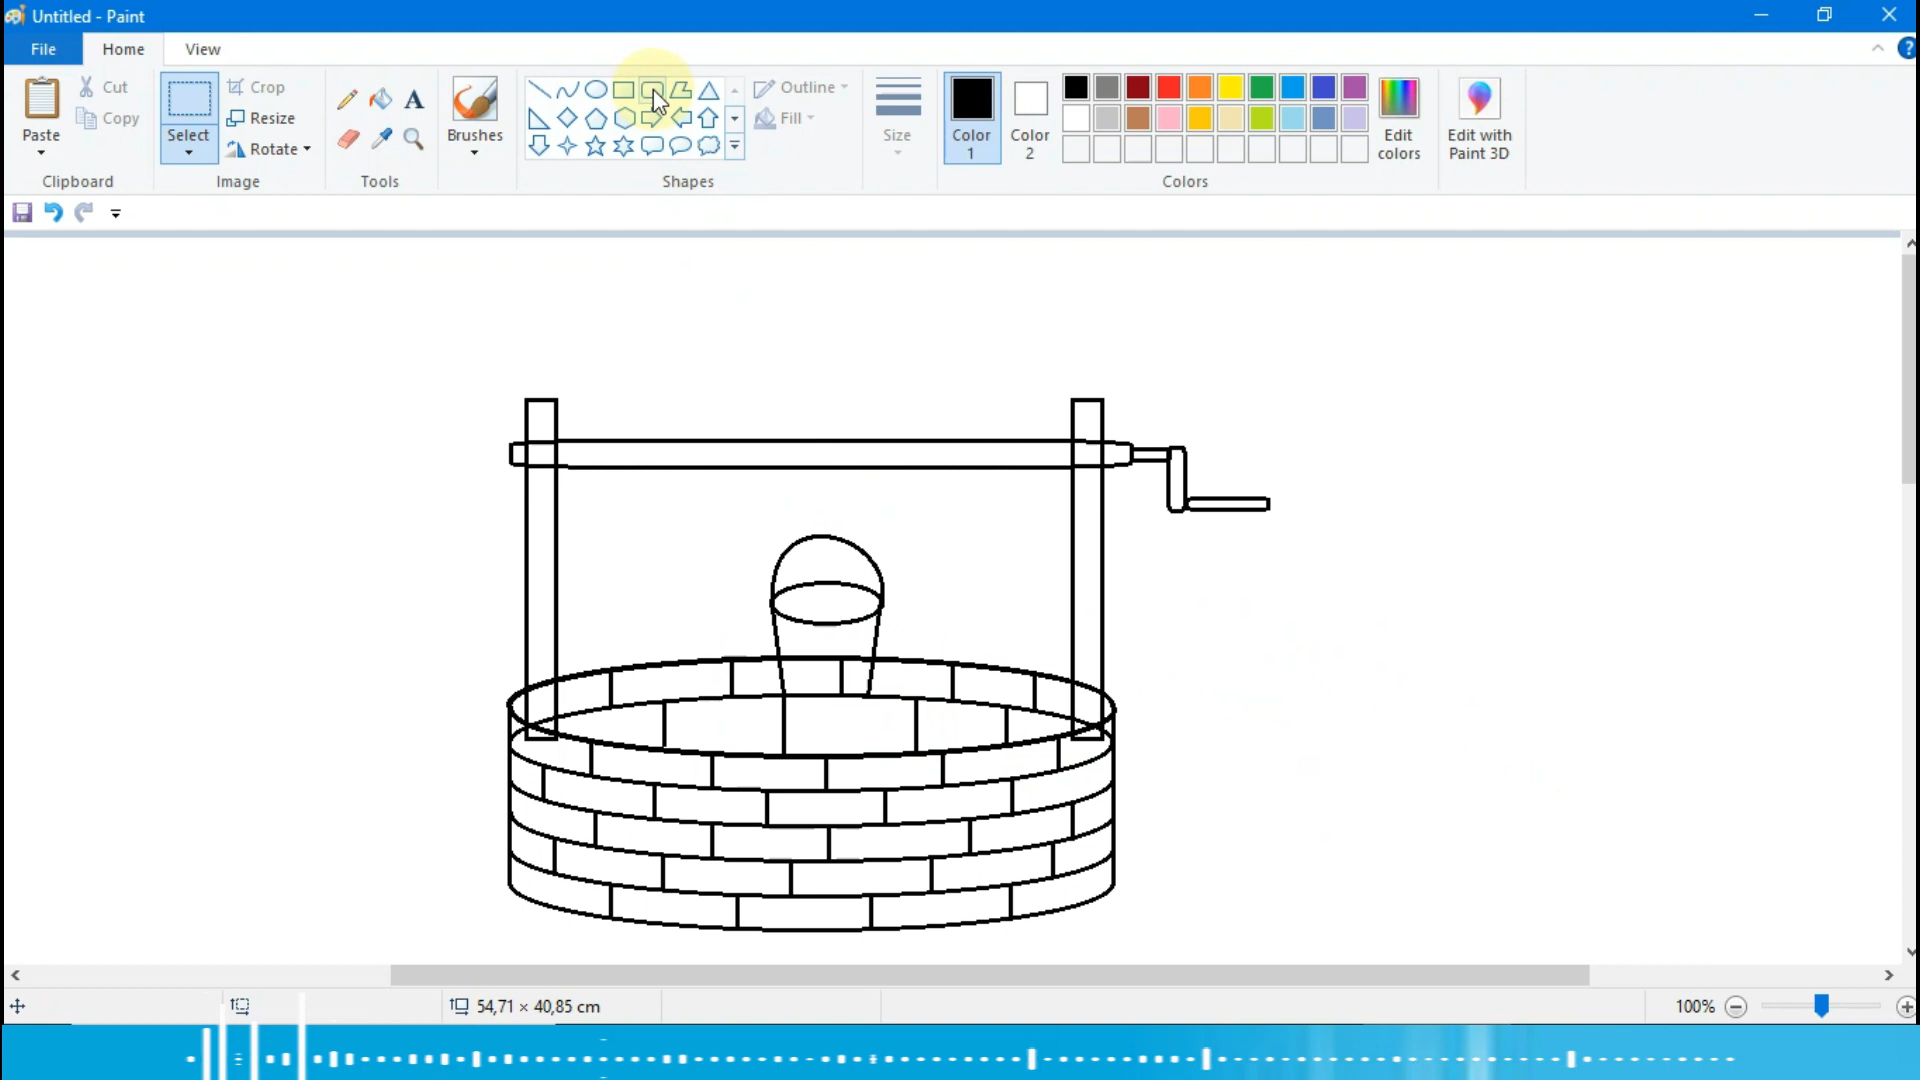 Untitled - Paint
File
Home
View
Paste
Cut
Copy
Clipboard
Select
Crop
Resize
Rotate
Image
A
Tools
Brushes
Shapes
Outline
Fill
Size
Color
1
Color
2
Edit
colors
Colors
Edit with
Paint 3D
?
54,71 × 40,85 cm
100%